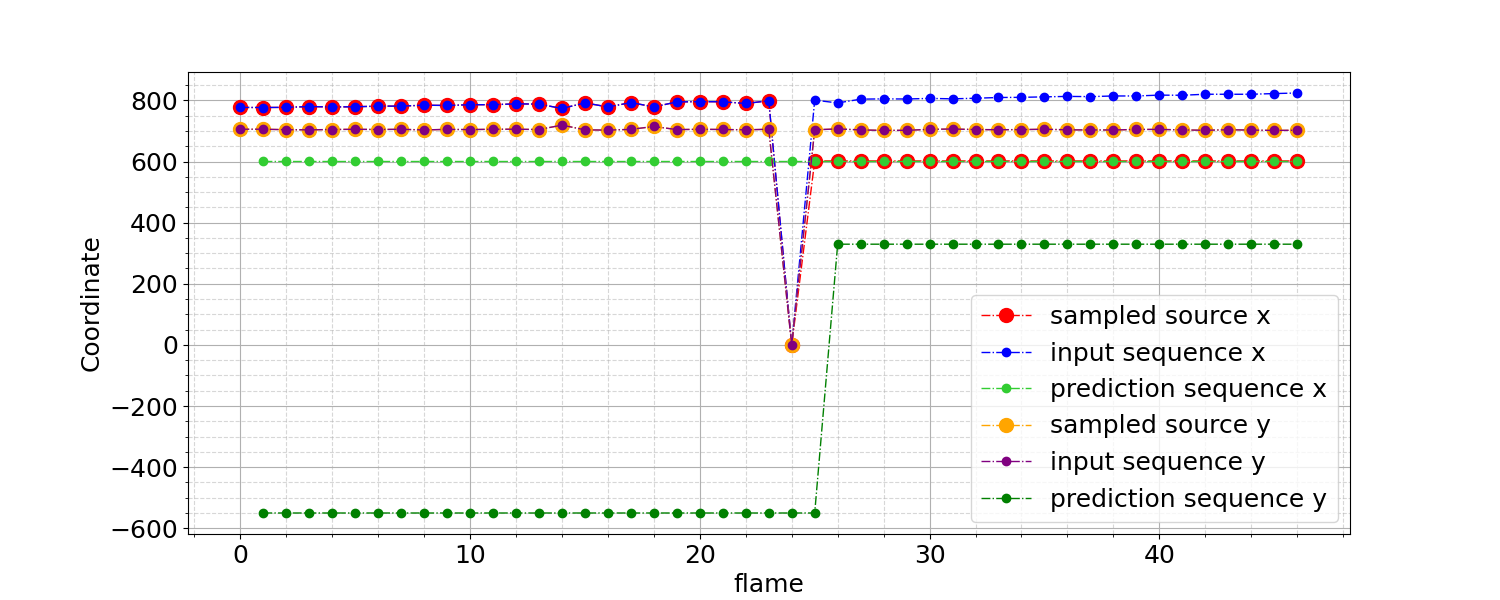 800
600
400
200
0
−200
−400
−600
Coordinate
0 10 20 30 40
flame
sampled source x
input sequence x
prediction sequence x
sampled source y
input sequence y
prediction sequence y